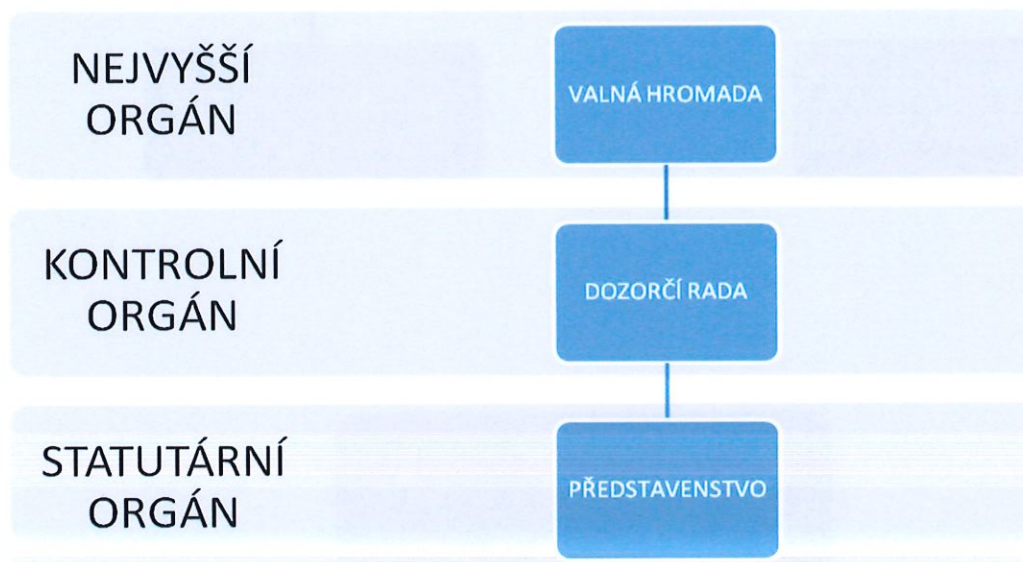 NEJVYŠŠÍ
ORGÁN
VALNÁ HROMADA
KONTROLNÍ
ORGÁN
DOZORČÍ RADA
STATUTÁRNÍ
ORGÁN
PŘEDSTAVENSTVO